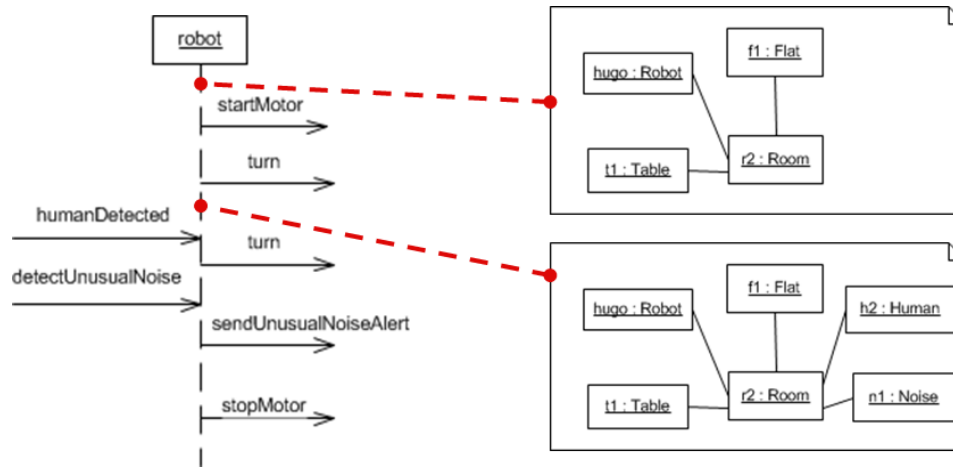 robot
startMotor
turn
humanDetected
turn
detectUnusualNoise
sendUnusualNoiseAlert
stopMotor
f1 : Flat
hugo : Robot
t1 : Table
r2 : Room
f1 : Flat
hugo : Robot
h2 : Human
t1 : Table
r2 : Room
n1 : Noise